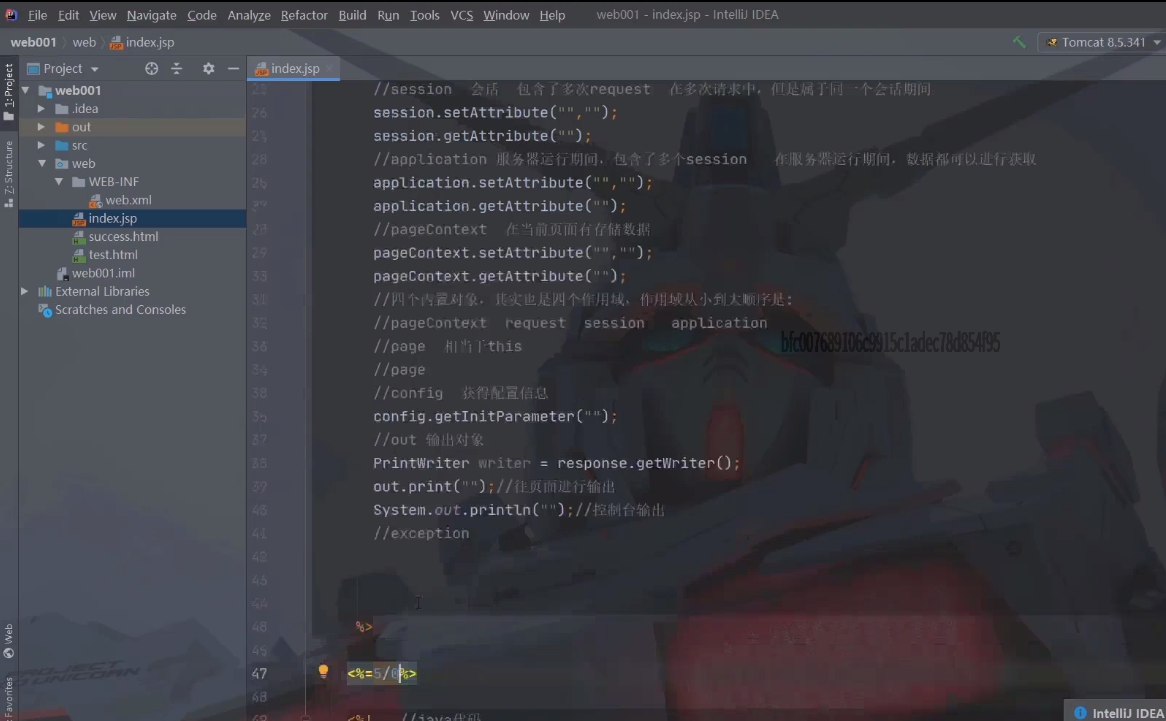 File Edit View Navigate Code Analyze Refactor Build Run Tools VCS Window Help web001 - index.jsp - IntelliJ IDEA
web001 web index.jsp
Tomcat 8.5.341
Project
index.jsp
1: Project
Z: Structure
Web
Favorites
web001
.idea
out
src
web
WEB-INF
web.xml
index.jsp
success.html
test.html
web001.iml
External Libraries
Scratches and Consoles
//session 会话 包含了多次request 在多次请求中，但是属于同一个会话期间
session.setAttribute("","");
session.getAttribute("");
//application 服务器运行期间，包含了多个session 在服务器运行期间，数据都可以进行获取
application.setAttribute("","");
application.getAttribute("");
//pageContext 在当前页面有存储数据
pageContext.setAttribute("","");
pageContext.getAttribute("");
//四个内置对象，其实也是四个作用域，作用域从小到大顺序是:
//pageContext request session application
//page 相当于this
//page
//config 获得配置信息
config.getInitParameter("");
//out 输出对象
PrintWriter writer = response.getWriter();
out.print("");//往页面进行输出
System.out.println("");//控制台输出
//exception
%>
47 <%=5/0%>
<%! //java代码
bfc007689106c9915c1adec78d854f95
PROJECT
UNICORN
IntelliJ IDEA